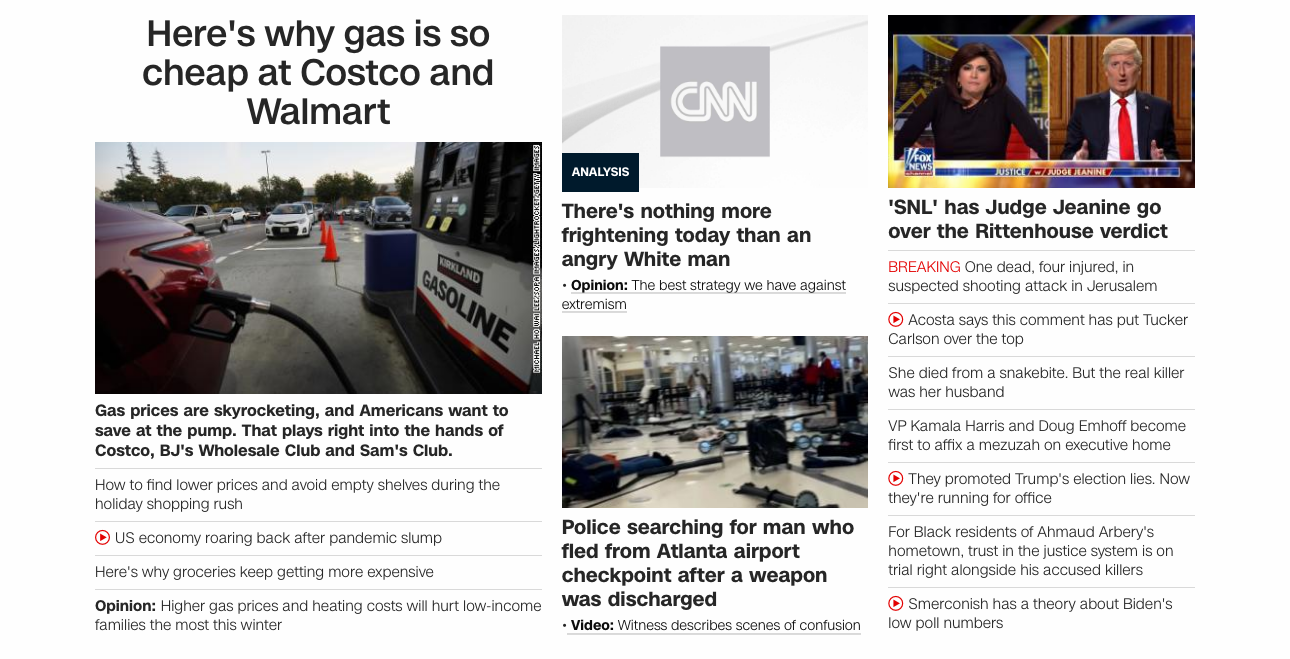 Here's why gas is so
cheap at Costco and
Walmart
KIRKLAND
GASOLINE
MICHAEL HO WAI LEE/SOPA IMAGES/LIGHTROCKET/GETTY IMAGES
Gas prices are skyrocketing, and Americans want to
save at the pump. That plays right into the hands of
Costco, BJ's Wholesale Club and Sam's Club.
How to find lower prices and avoid empty shelves during the
holiday shopping rush
US economy roaring back after pandemic slump
Here's why groceries keep getting more expensive
Opinion: Higher gas prices and heating costs will hurt low-income
families the most this winter
CNN
ANALYSIS
There's nothing more
frightening today than an
angry White man
• Opinion: The best strategy we have against
extremism
Police searching for man who
fled from Atlanta airport
checkpoint after a weapon
was discharged
• Video: Witness describes scenes of confusion
FOX
NEWS
JUSTICE / w/ JUDGE JEANINE /
'SNL' has Judge Jeanine go
over the Rittenhouse verdict
BREAKING One dead, four injured, in
suspected shooting attack in Jerusalem
Acosta says this comment has put Tucker
Carlson over the top
She died from a snakebite. But the real killer
was her husband
VP Kamala Harris and Doug Emhoff become
first to affix a mezuzah on executive home
They promoted Trump's election lies. Now
they're running for office
For Black residents of Ahmaud Arbery's
hometown, trust in the justice system is on
trial right alongside his accused killers
Smerconish has a theory about Biden's
low poll numbers